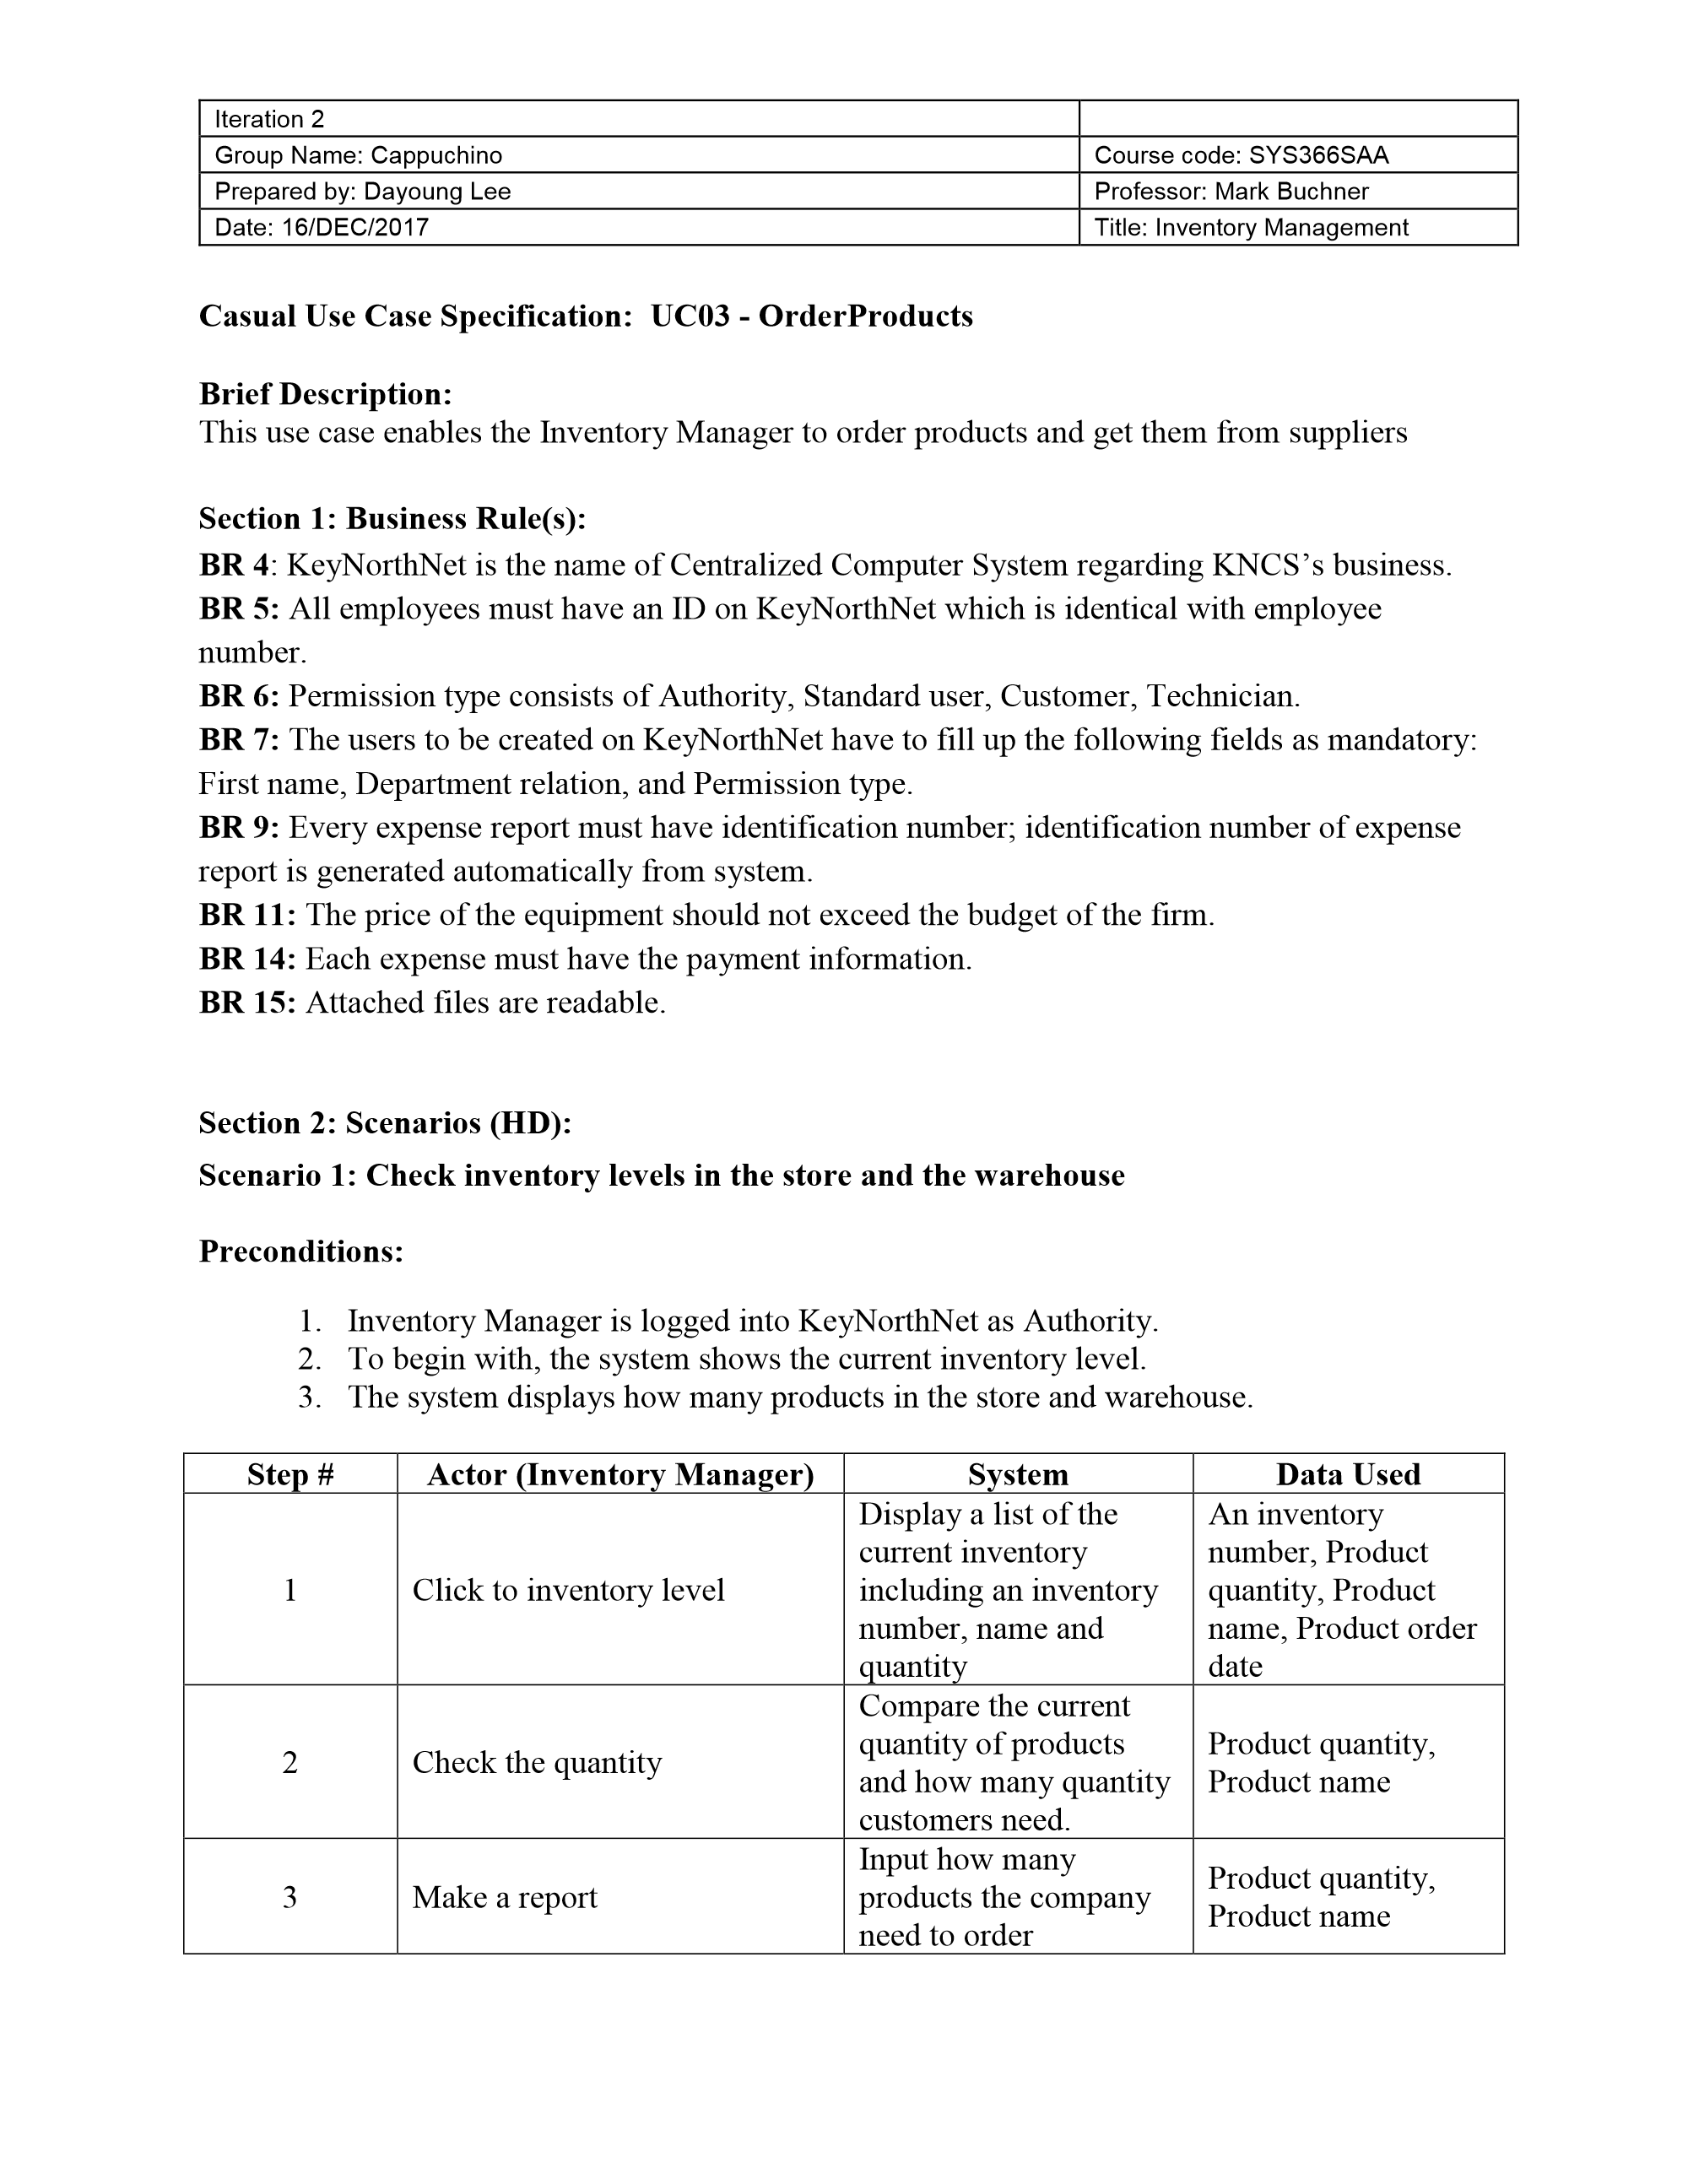 Iteration 2
Group Name: Cappuchino
Course code: SYS366SAA
Prepared by: Dayoung Lee
Professor: Mark Buchner
Date: 16/DEC/2017
Title: Inventory Management
Casual Use Case Specification:  UC03 - OrderProducts
Brief Description:
This use case enables the Inventory Manager to order products and get them from suppliers
Section 1: Business Rule(s):
BR 4: KeyNorthNet is the name of Centralized Computer System regarding KNCS’s business.
BR 5: All employees must have an ID on KeyNorthNet which is identical with employee
number.
BR 6: Permission type consists of Authority, Standard user, Customer, Technician.
BR 7: The users to be created on KeyNorthNet have to fill up the following fields as mandatory:
First name, Department relation, and Permission type.
BR 9: Every expense report must have identification number; identification number of expense
report is generated automatically from system.
BR 11: The price of the equipment should not exceed the budget of the firm.
BR 14: Each expense must have the payment information.
BR 15: Attached files are readable.
Section 2: Scenarios (HD):
Scenario 1: Check inventory levels in the store and the warehouse
Preconditions:
1. Inventory Manager is logged into KeyNorthNet as Authority.
2. To begin with, the system shows the current inventory level.
3. The system displays how many products in the store and warehouse.
Step #
Actor (Inventory Manager)
System
Data Used
1
Click to inventory level
Display a list of the
current inventory
including an inventory
number, name and
quantity
An inventory
number, Product
quantity, Product
name, Product order
date
2
Check the quantity
Compare the current
quantity of products
and how many quantity
customers need.
Product quantity,
Product name
3
Make a report
Input how many
products the company
need to order
Product quantity,
Product name